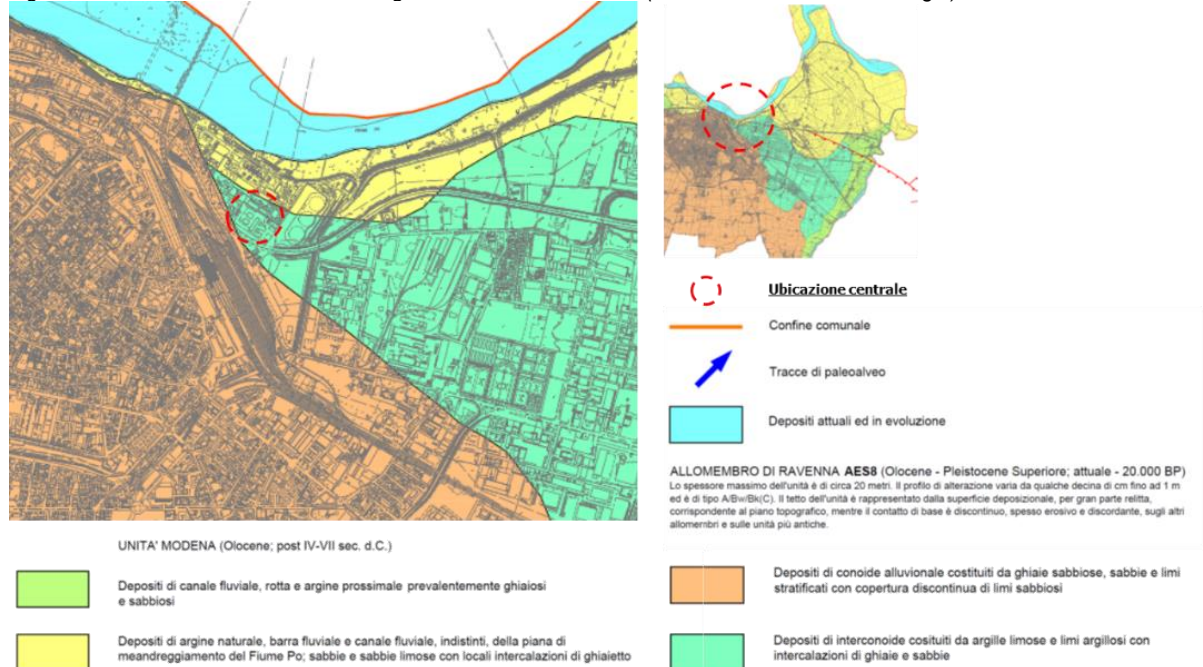 Ubicazione centrale
Confine comunale
Tracce di paleoalveo
Depositi attuali ed in evoluzione
ALLOMEMBRO DI RAVENNA AES8 (Olocene - Pleistocene Superiore; attuale - 20.000 BP)
Lo spessore massimo dell'unità è di circa 20 metri. Il profilo di alterazione varia da qualche decina di cm fino ad 1 m
ed è di tipo A/Bw/Bk(C). Il tetto dell'unità è rappresentato dalla superficie deposizionale, per gran parte relitta,
corrispondente al piano topografico, mentre il contatto di base è discontinuo, spesso erosivo e discordante, sugli altri
allomembri e sulle unità più antiche.
UNITA' MODENA (Olocene; post IV-VII sec. d.C.)
Depositi di canale fluviale, rotta e argine prossimale prevalentemente ghiaiosi
e sabbiosi
Depositi di argine naturale, barra fluviale e canale fluviale, indistinti, della piana di
meandreggiamento del Fiume Po; sabbie e sabbie limose con locali intercalazioni di ghiaietto
Depositi di conoide alluvionale costituiti da ghiaie sabbiose, sabbie e limi
stratificati con copertura discontinua di limi sabbiosi
Depositi di interconoide cosituiti da argille limose e limi argillosi con
intercalazioni di ghiaie e sabbie